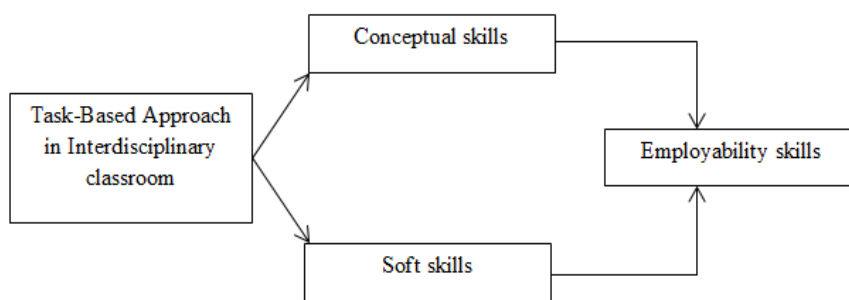 Conceptual skills
Task-Based Approach
in Interdisciplinary
classroom
Employability skills
Soft skills